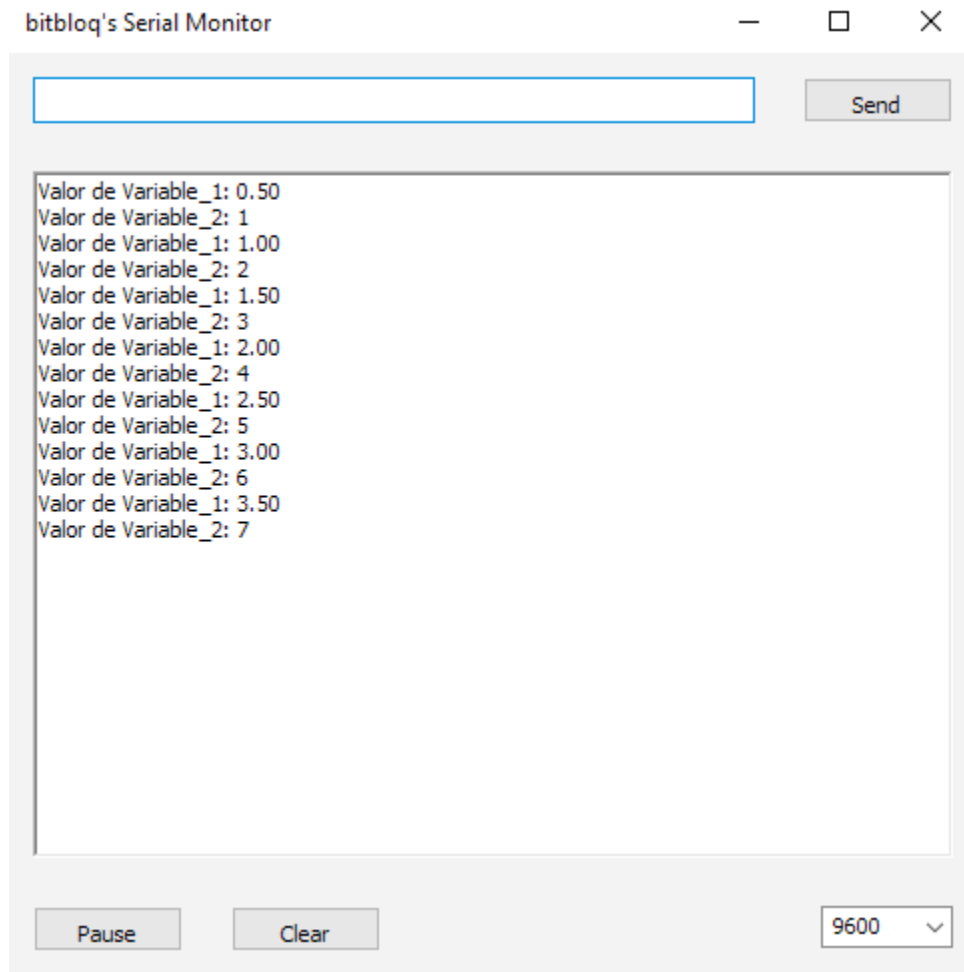 bitbloq's Serial Monitor
Send
Valor de Variable_1: 0.50
Valor de Variable_2: 1
Valor de Variable_1: 1.00
Valor de Variable_2: 2
Valor de Variable_1: 1.50
Valor de Variable_2: 3
Valor de Variable_1: 2.00
Valor de Variable_2: 4
Valor de Variable_1: 2.50
Valor de Variable_2: 5
Valor de Variable_1: 3.00
Valor de Variable_2: 6
Valor de Variable_1: 3.50
Valor de Variable_2: 7
Pause Clear 9600